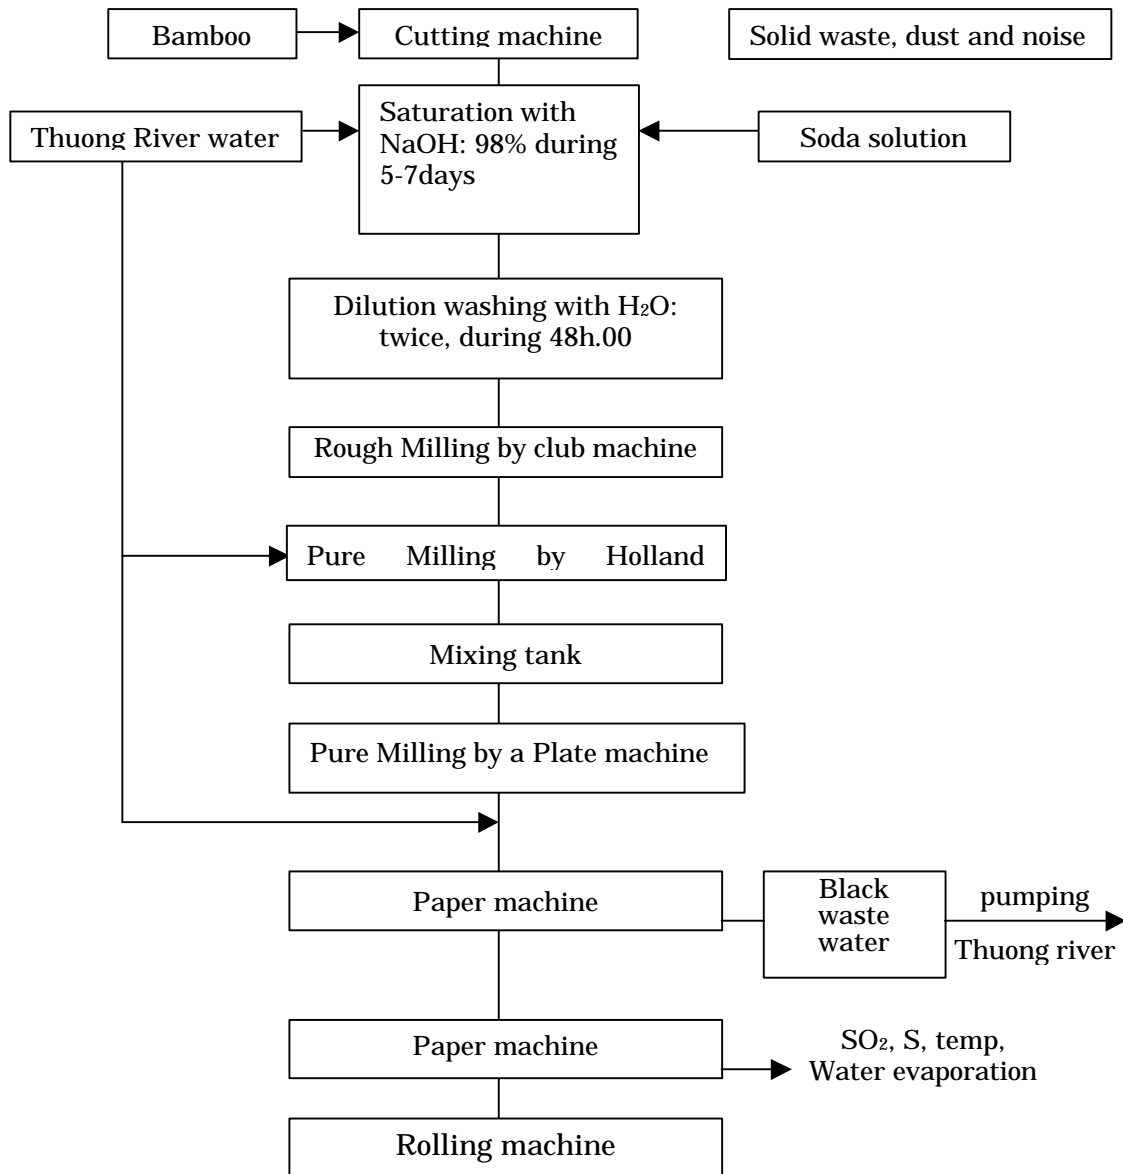 Bamboo
Cutting machine
Solid waste, dust and noise
Thuong River water
Saturation with
NaOH: 98% during
5-7days
Soda solution
Dilution washing with H₂O:
twice, during 48h.00
Rough Milling by club machine
Pure Milling by Holland
Mixing tank
Pure Milling by a Plate machine
Paper machine
Black
waste
water
pumping
Thuong river
Paper machine
SO₂, S, temp,
Water evaporation
Rolling machine